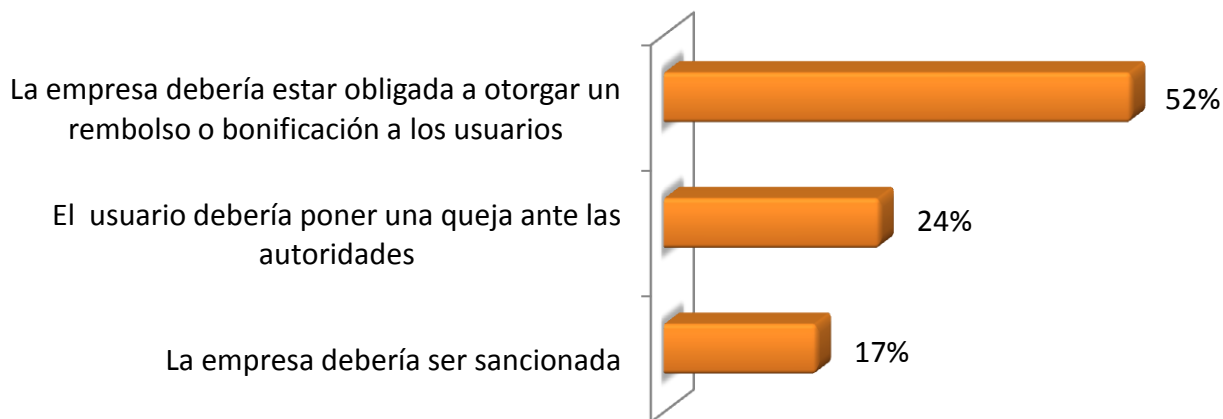 La empresa debería estar obligada a otorgar un
rembolso o bonificación a los usuarios
52%
El  usuario debería poner una queja ante las
autoridades
24%
La empresa debería ser sancionada
17%